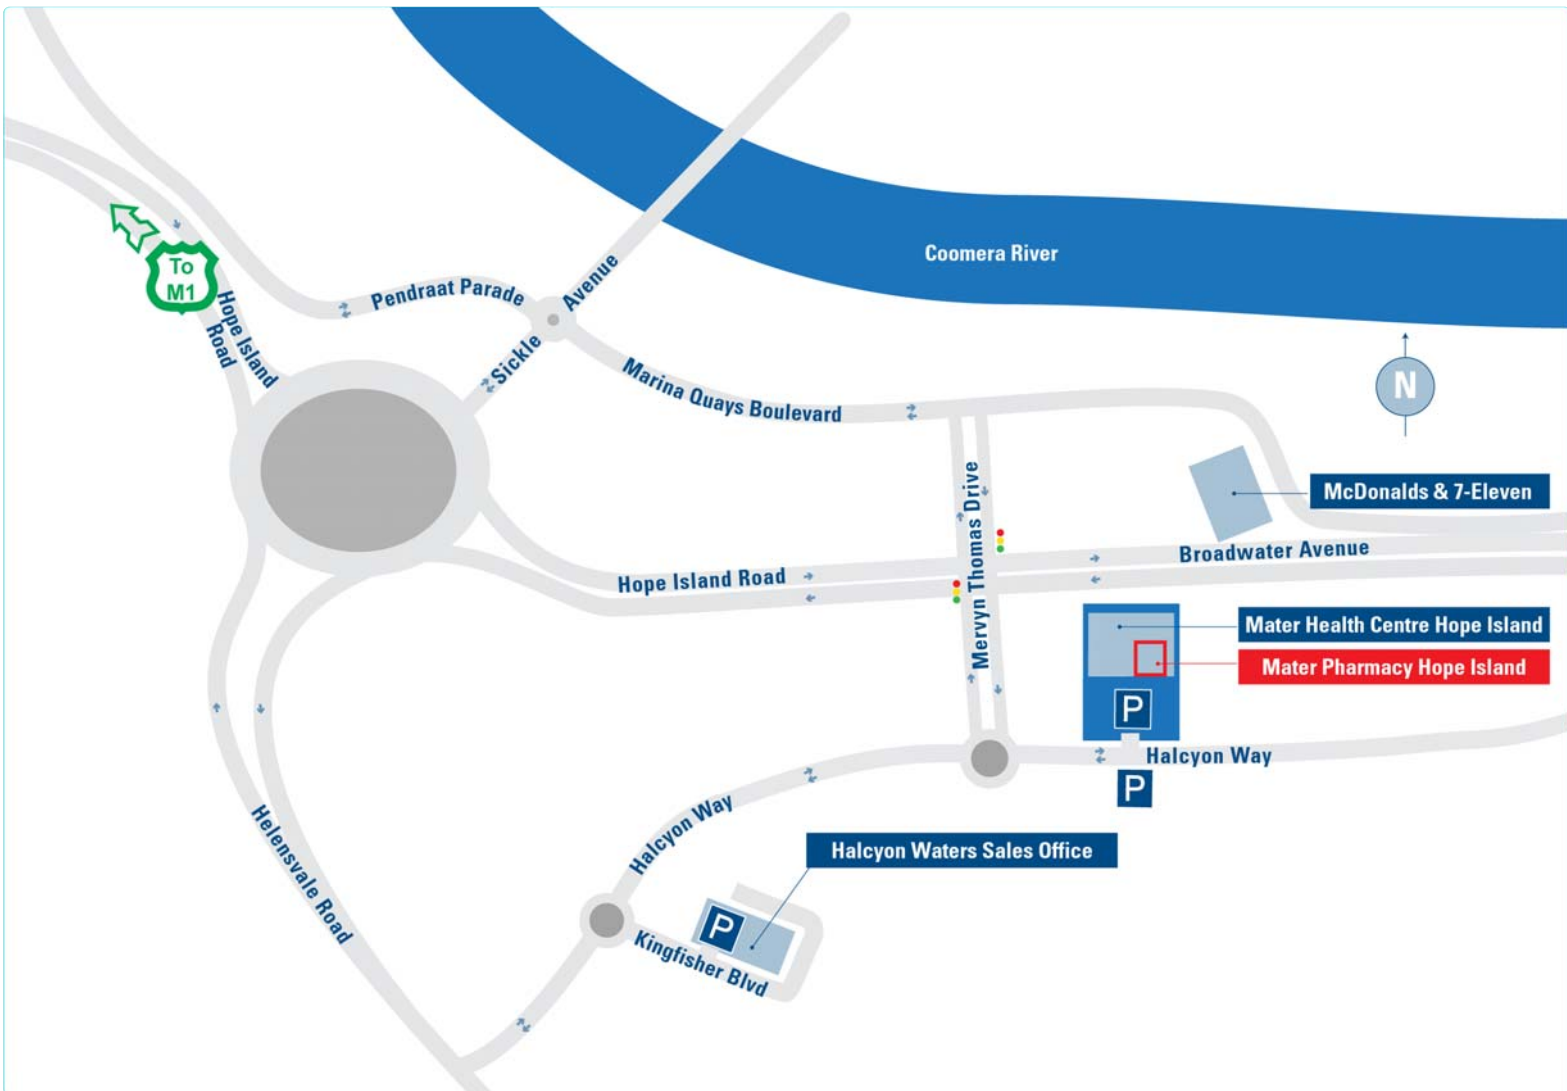 Coomera River
To
M1
Hope Island
Road
Pendraat Parade
Sickle
Avenue
Marina Quays Boulevard
N
McDonalds & 7-Eleven
Mervyn Thomas Drive
Broadwater Avenue
Hope Island Road
Mater Health Centre Hope Island
Mater Pharmacy Hope Island
P
Halcyon Way
P
Halcyon Way
Halcyon Waters Sales Office
Helensvale Road
P
Kingfisher Blvd